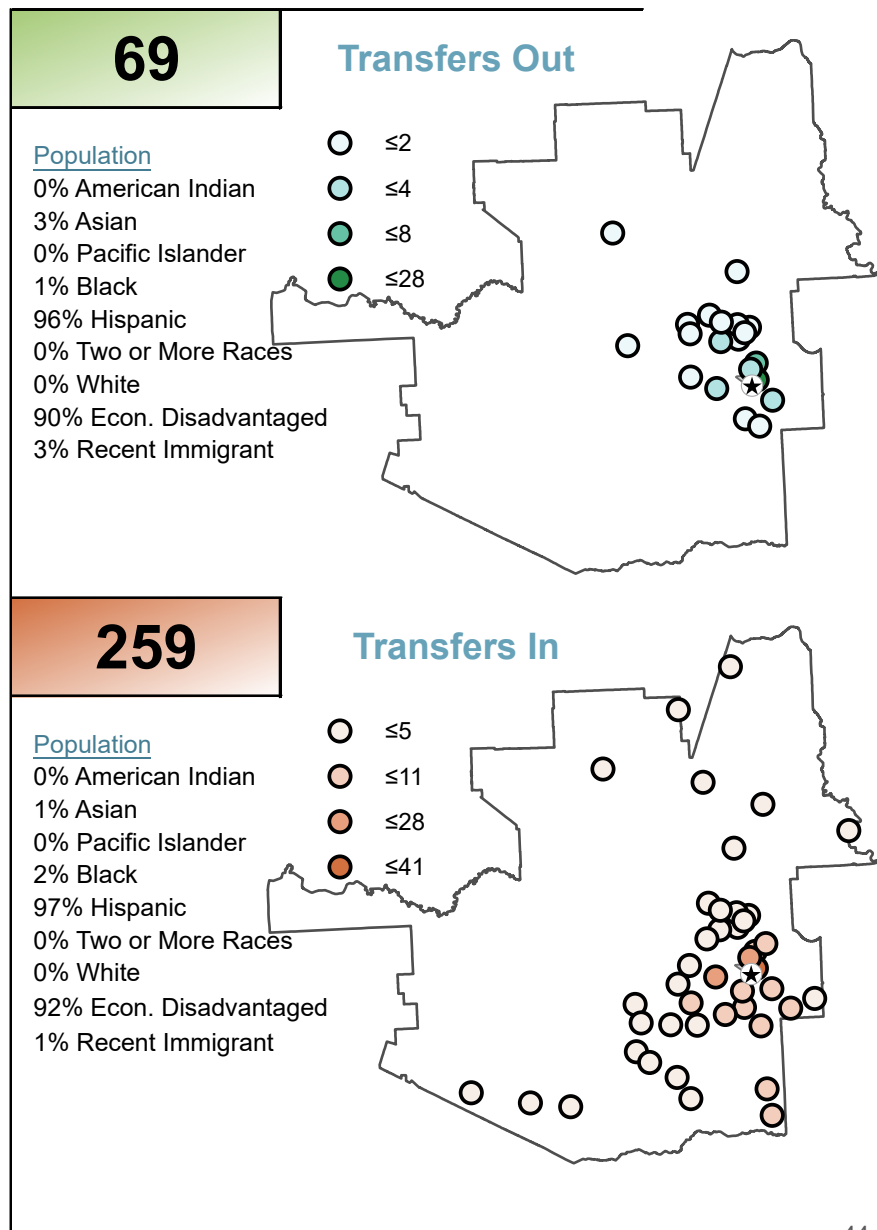 69
Transfers Out
Population
0% American Indian
3% Asian
0% Pacific Islander
1% Black
96% Hispanic
0% Two or More Races
0% White
90% Econ. Disadvantaged
3% Recent Immigrant
≤2
≤4
≤8
≤28
259
Transfers In
Population
0% American Indian
1% Asian
0% Pacific Islander
2% Black
97% Hispanic
0% Two or More Races
0% White
92% Econ. Disadvantaged
1% Recent Immigrant
≤5
≤11
≤28
≤41